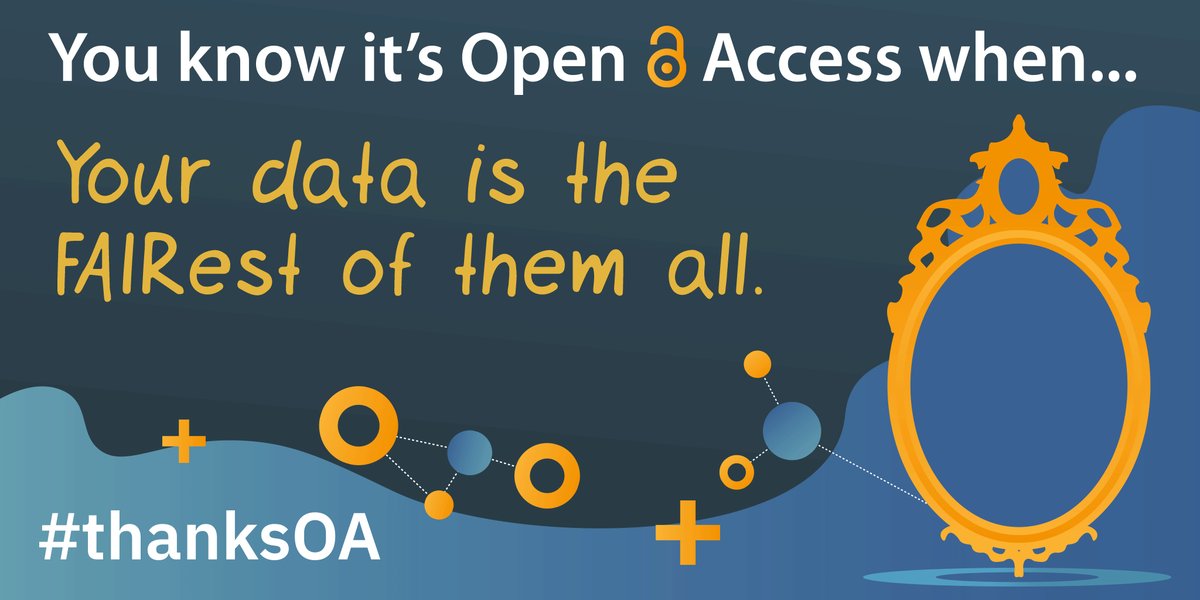 You know it's Open Access when...
Your data is the
FAIRest of them all.
#thanksOA